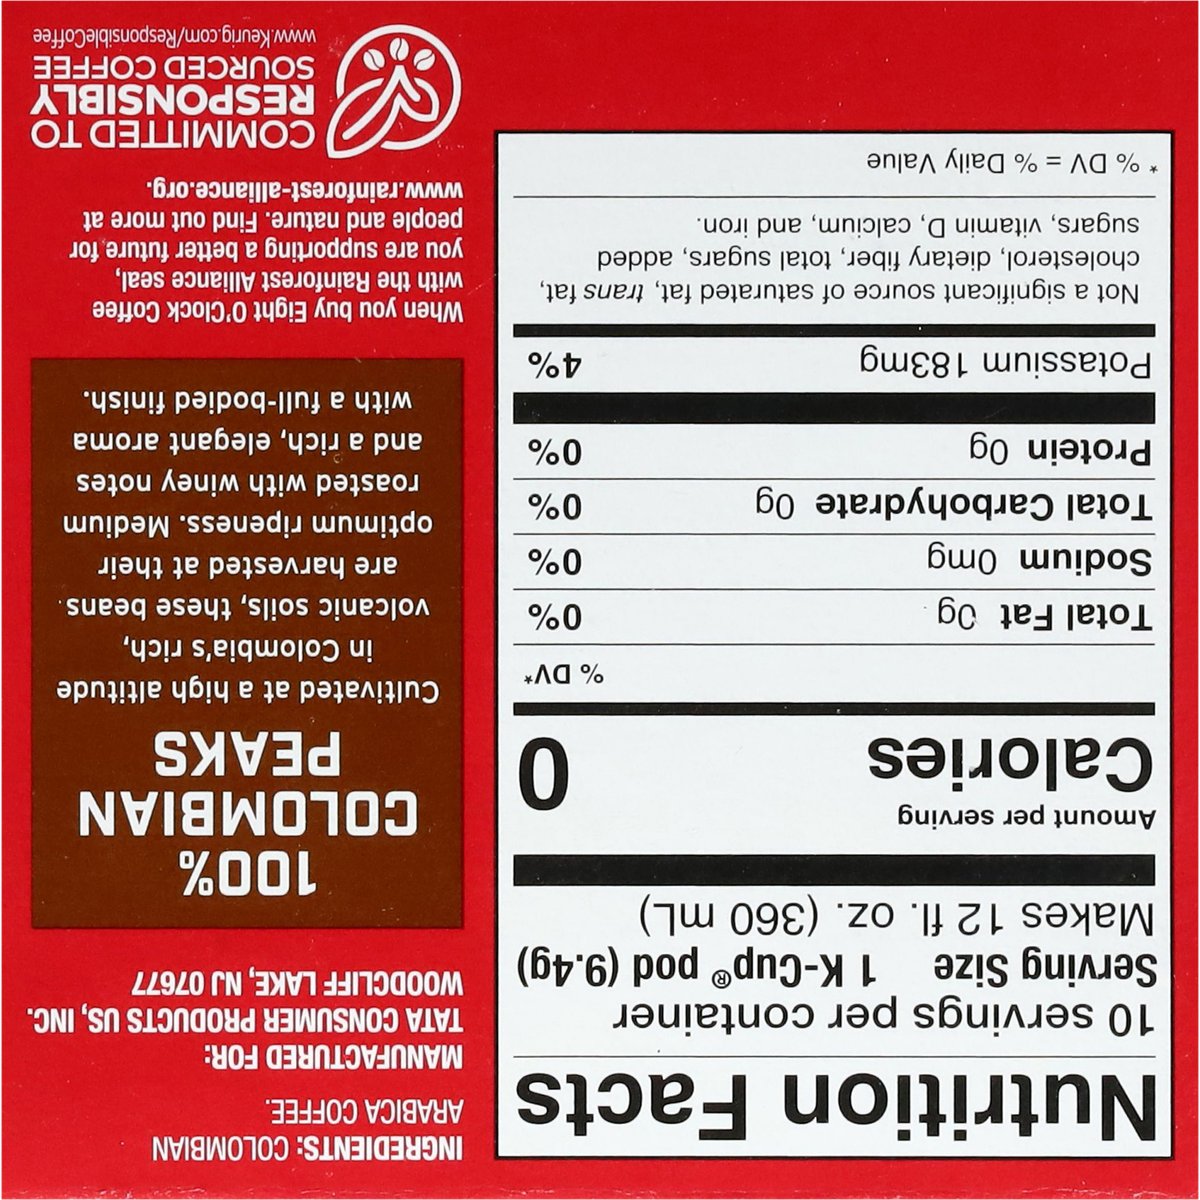 Nutrition Facts
10 servings per container
Serving Size 1 K-Cup® pod (9.4g)
Makes 12 fl. oz. (360 mL)
Amount per serving
Calories 0
% DV*
Total Fat 0g 0%
Sodium 0mg 0%
Total Carbohydrate 0g 0%
Protein 0g 0%
Potassium 183mg 4%
Not a significant source of saturated fat, trans fat,
cholesterol, dietary fiber, total sugars, added
sugars, vitamin D, calcium, and iron.
* % DV = % Daily Value
INGREDIENTS: COLOMBIAN
ARABICA COFFEE.
MANUFACTURED FOR:
TATA CONSUMER PRODUCTS US, INC.
WOODCLIFF LAKE, NJ 07677
100%
COLOMBIAN
PEAKS
Cultivated at a high altitude
in Colombia's rich,
volcanic soils, these beans
are harvested at their
optimum ripeness. Medium
roasted with winey notes
and a rich, elegant aroma
with a full-bodied finish.
When you buy Eight O'Clock Coffee
with the Rainforest Alliance seal,
you are supporting a better future for
people and nature. Find out more at
www.rainforest-alliance.org.
COMMITTED TO
RESPONSIBLY
SOURCED COFFEE
www.Keurig.com/ResponsibleCoffee